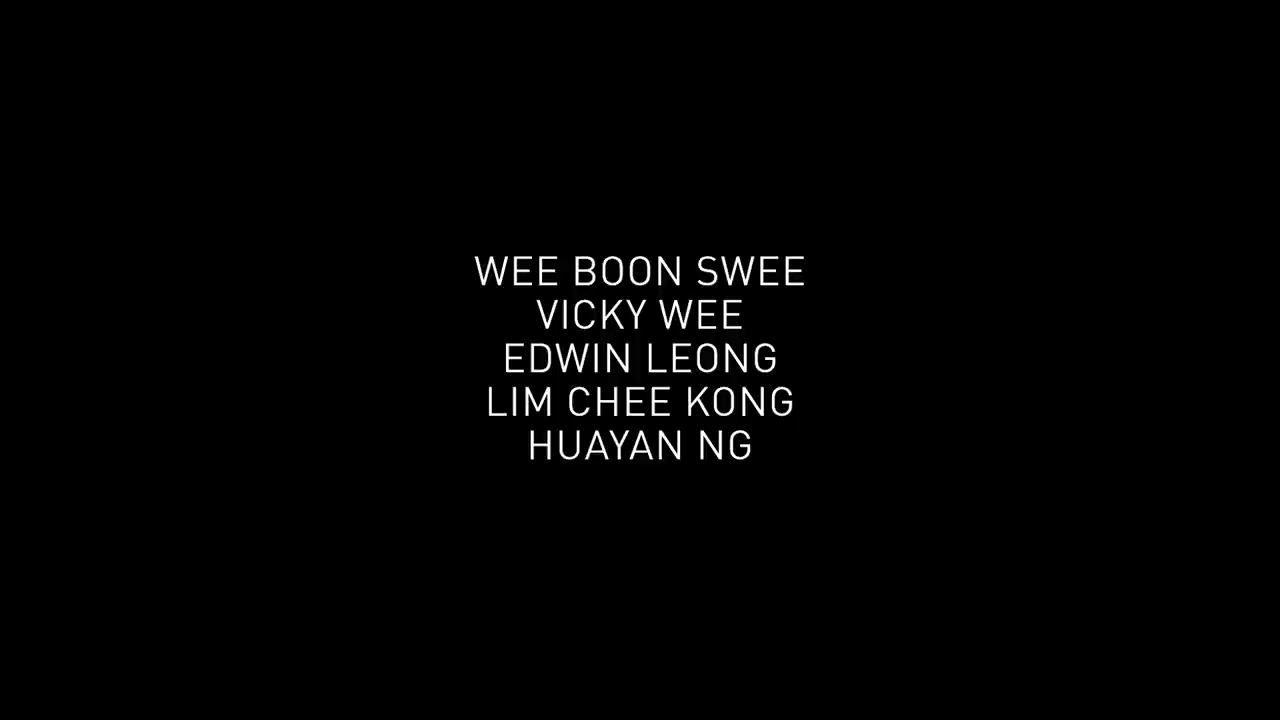 WEE BOON SWEE
VICKY WEE
EDWIN LEONG
LIM CHEE KONG
HUAYAN NG